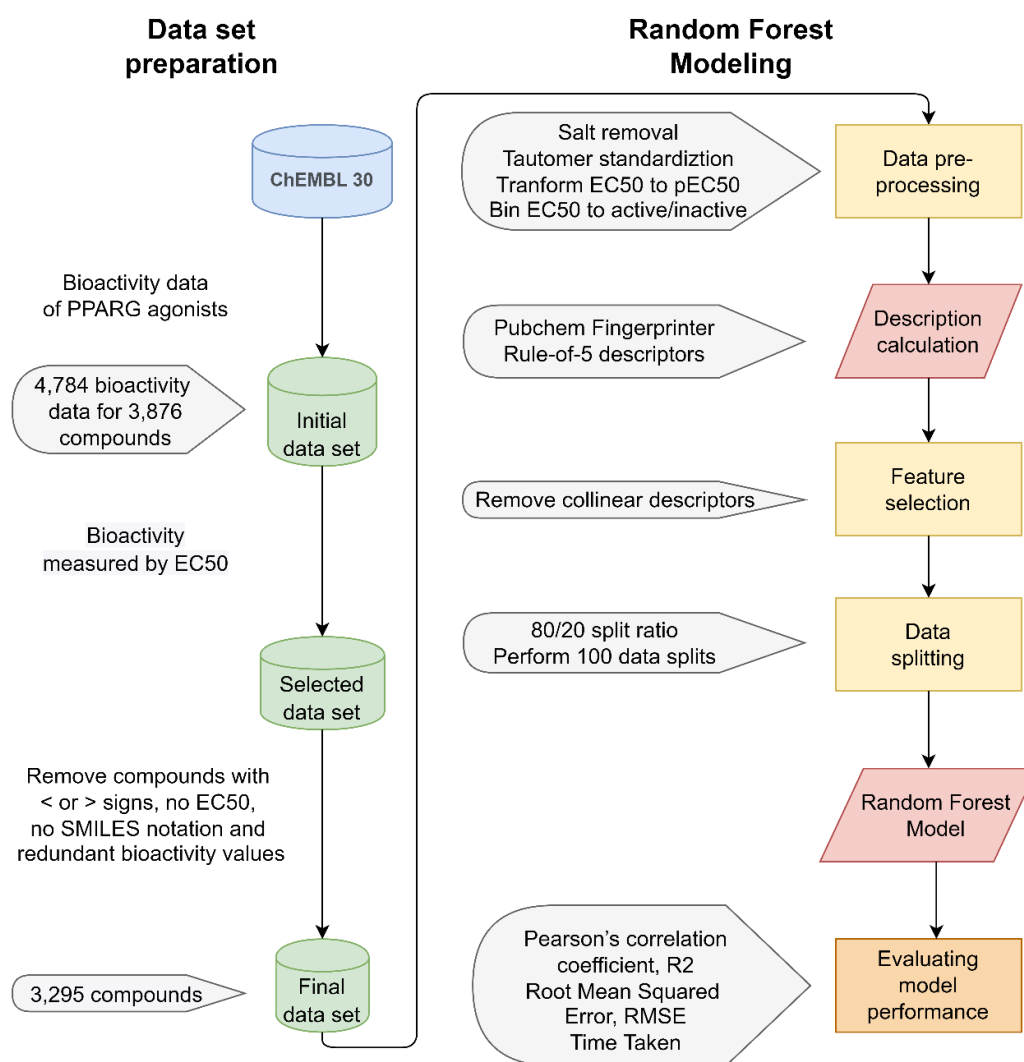 Data set
preparation
ChEMBL 30
Bioactivity data
of PPARG agonists
4,784 bioactivity
data for 3,876
compounds
Initial
data set
Bioactivity
measured by EC50
Selected
data set
Remove compounds with
< or > signs, no EC50,
no SMILES notation and
redundant bioactivity values
3,295 compounds
Final
data set
Random Forest
Modeling
Salt removal
Tautomer standardiztion
Tranform EC50 to pEC50
Bin EC50 to active/inactive
Data pre-
processing
Pubchem Fingerprinter
Rule-of-5 descriptors
Description
calculation
Remove collinear descriptors
Feature
selection
80/20 split ratio
Perform 100 data splits
Data
splitting
Random Forest
Model
Pearson's correlation
coefficient, R2
Root Mean Squared
Error, RMSE
Time Taken
Evaluating
model
performance